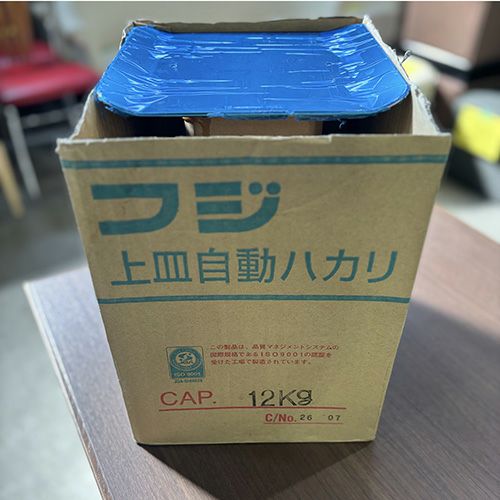 フジ
上皿自動ハカリ
この製品は、品質マネジメントシステムの
国際規格であるISO9001の認証を
受けた工場で製造されています。
ISO 9001
CAP. 12Kg
C/No. 26 07